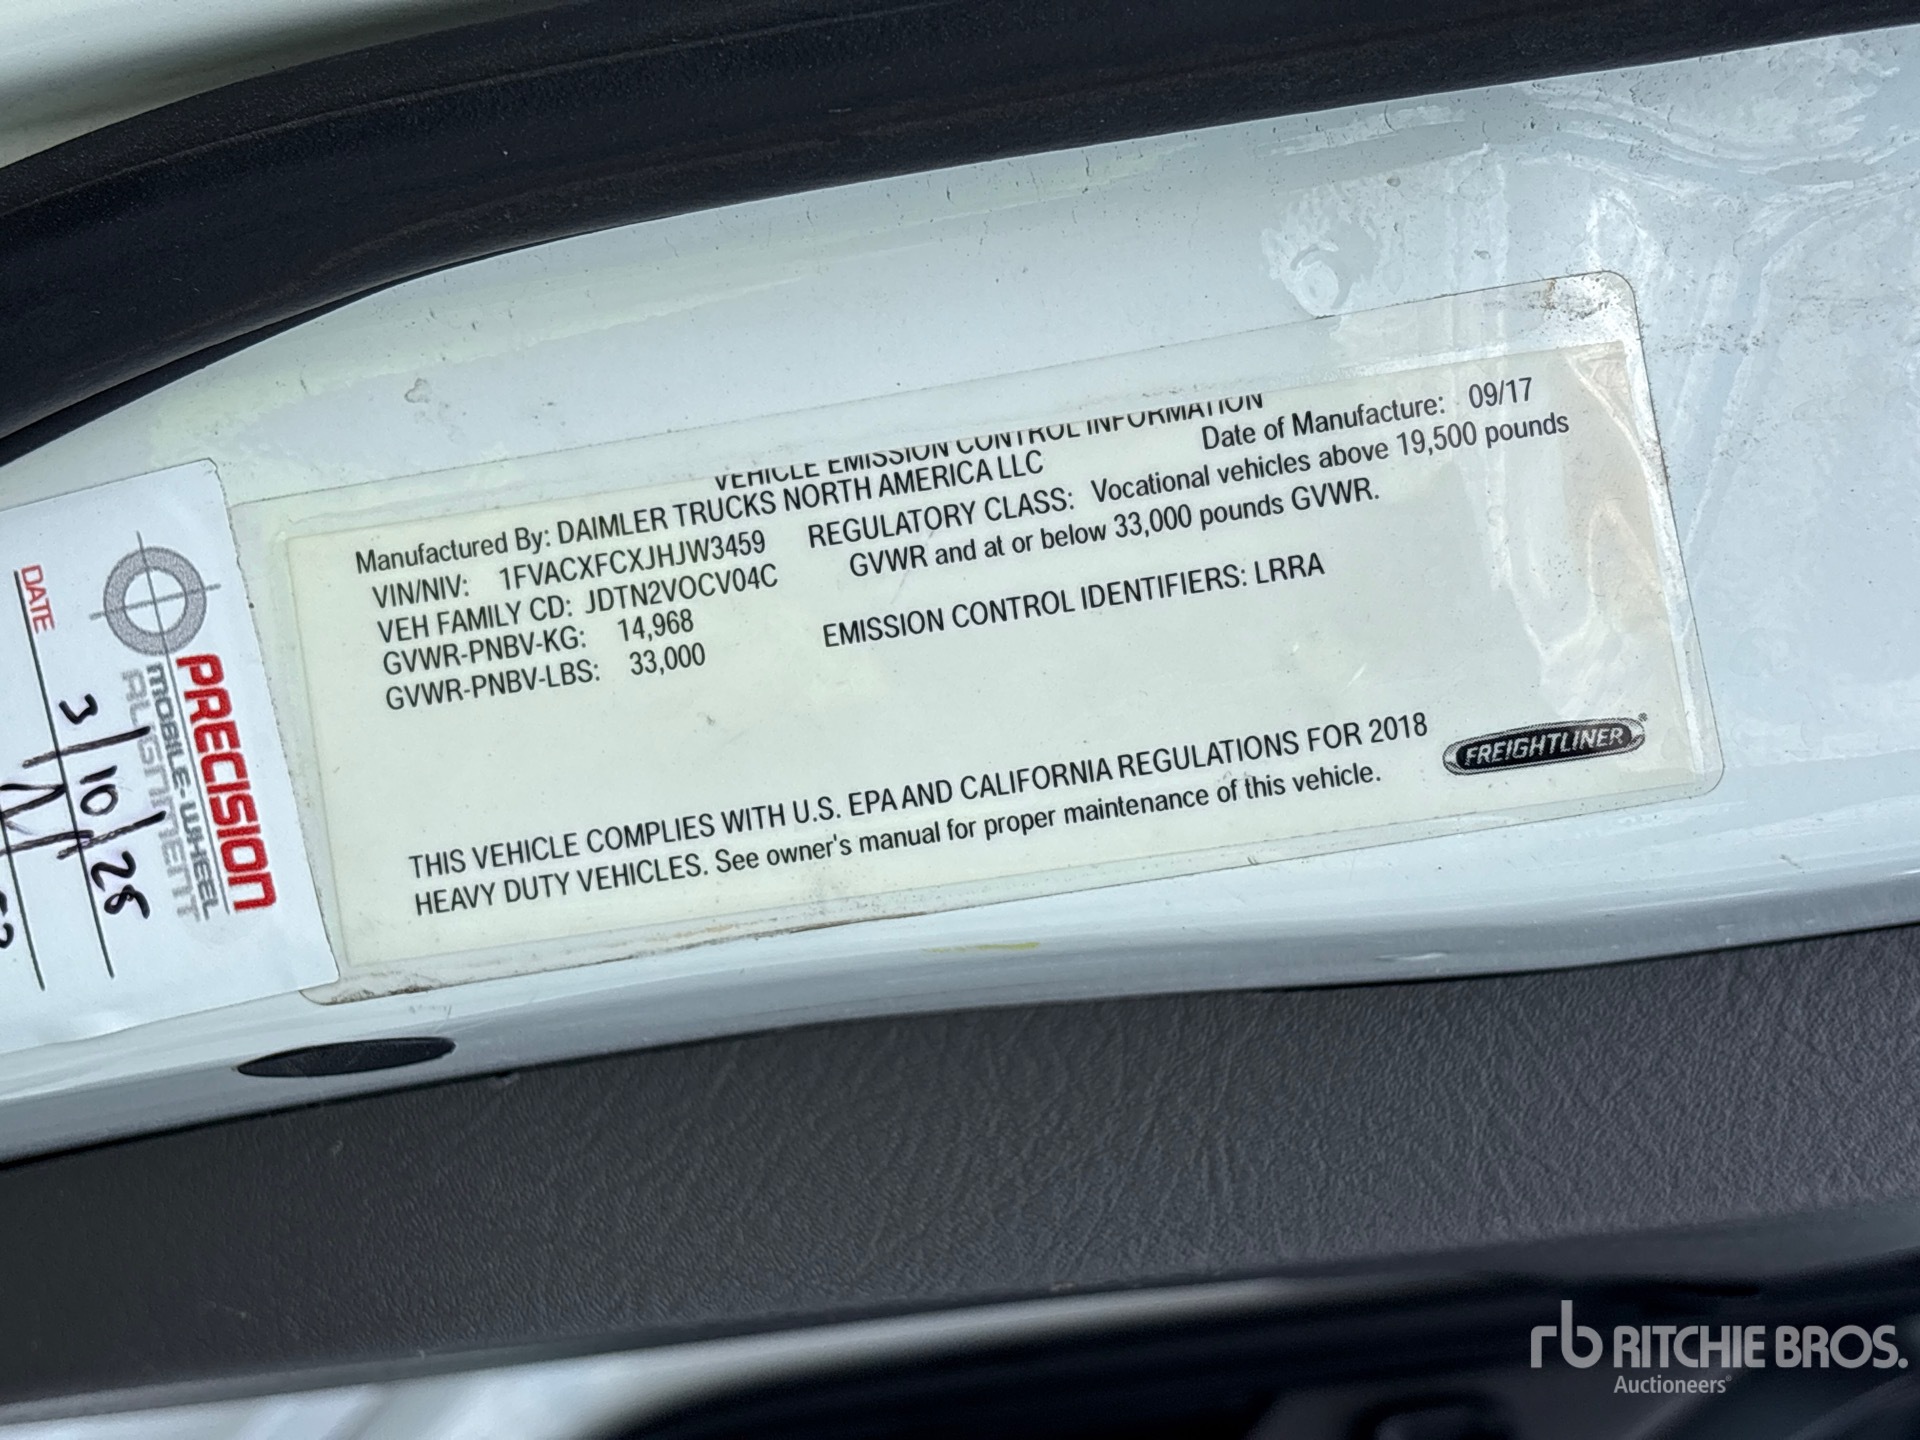 VEHICLE EMISSION CONTROL INFORMATION
Manufactured By: DAIMLER TRUCKS NORTH AMERICA LLC
Date of Manufacture: 09/17
VIN/NIV: 1FVACXFCXJHJW3459
REGULATORY CLASS: Vocational vehicles above 19,500 pounds
GVWR and at or below 33,000 pounds GVWR.
VEH FAMILY CD: JDTN2VOCV04C
GVWR-PNBV-KG: 14,968
EMISSION CONTROL IDENTIFIERS: LRRA
GVWR-PNBV-LBS: 33,000
THIS VEHICLE COMPLIES WITH U.S. EPA AND CALIFORNIA REGULATIONS FOR 2018
HEAVY DUTY VEHICLES. See owner's manual for proper maintenance of this vehicle.
FREIGHTLINER®
PRECISION
MOBILE-WHEEL
ALIGNMENT
DATE
3/10/25
rb RITCHIE BROS.
Auctioneers®